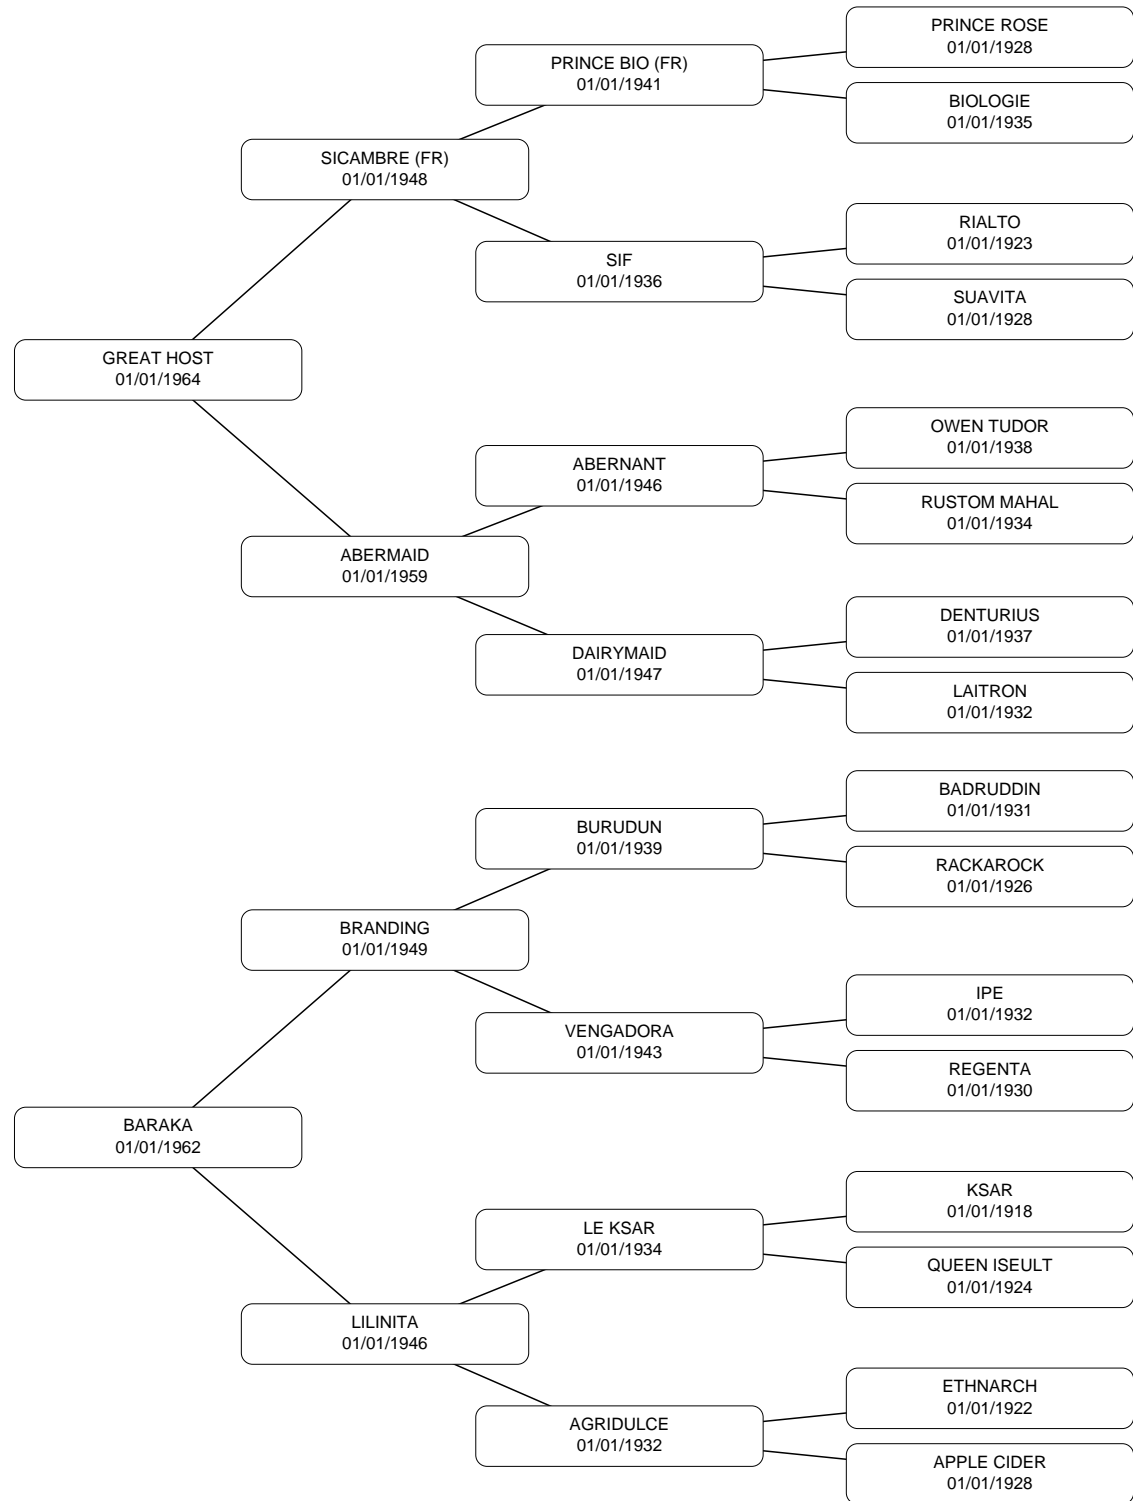 PRINCE ROSE
01/01/1928
PRINCE BIO (FR)
01/01/1941
BIOLOGIE
01/01/1935
SICAMBRE (FR)
01/01/1948
RIALTO
01/01/1923
SIF
01/01/1936
SUAVITA
01/01/1928
GREAT HOST
01/01/1964
OWEN TUDOR
01/01/1938
ABERNANT
01/01/1946
RUSTOM MAHAL
01/01/1934
ABERMAID
01/01/1959
DENTURIUS
01/01/1937
DAIRYMAID
01/01/1947
LAITRON
01/01/1932
BADRUDDIN
01/01/1931
BURUDUN
01/01/1939
RACKAROCK
01/01/1926
BRANDING
01/01/1949
IPE
01/01/1932
VENGADORA
01/01/1943
REGENTA
01/01/1930
BARAKA
01/01/1962
KSAR
01/01/1918
LE KSAR
01/01/1934
QUEEN ISEULT
01/01/1924
LILINITA
01/01/1946
ETHNARCH
01/01/1922
AGRIDULCE
01/01/1932
APPLE CIDER
01/01/1928